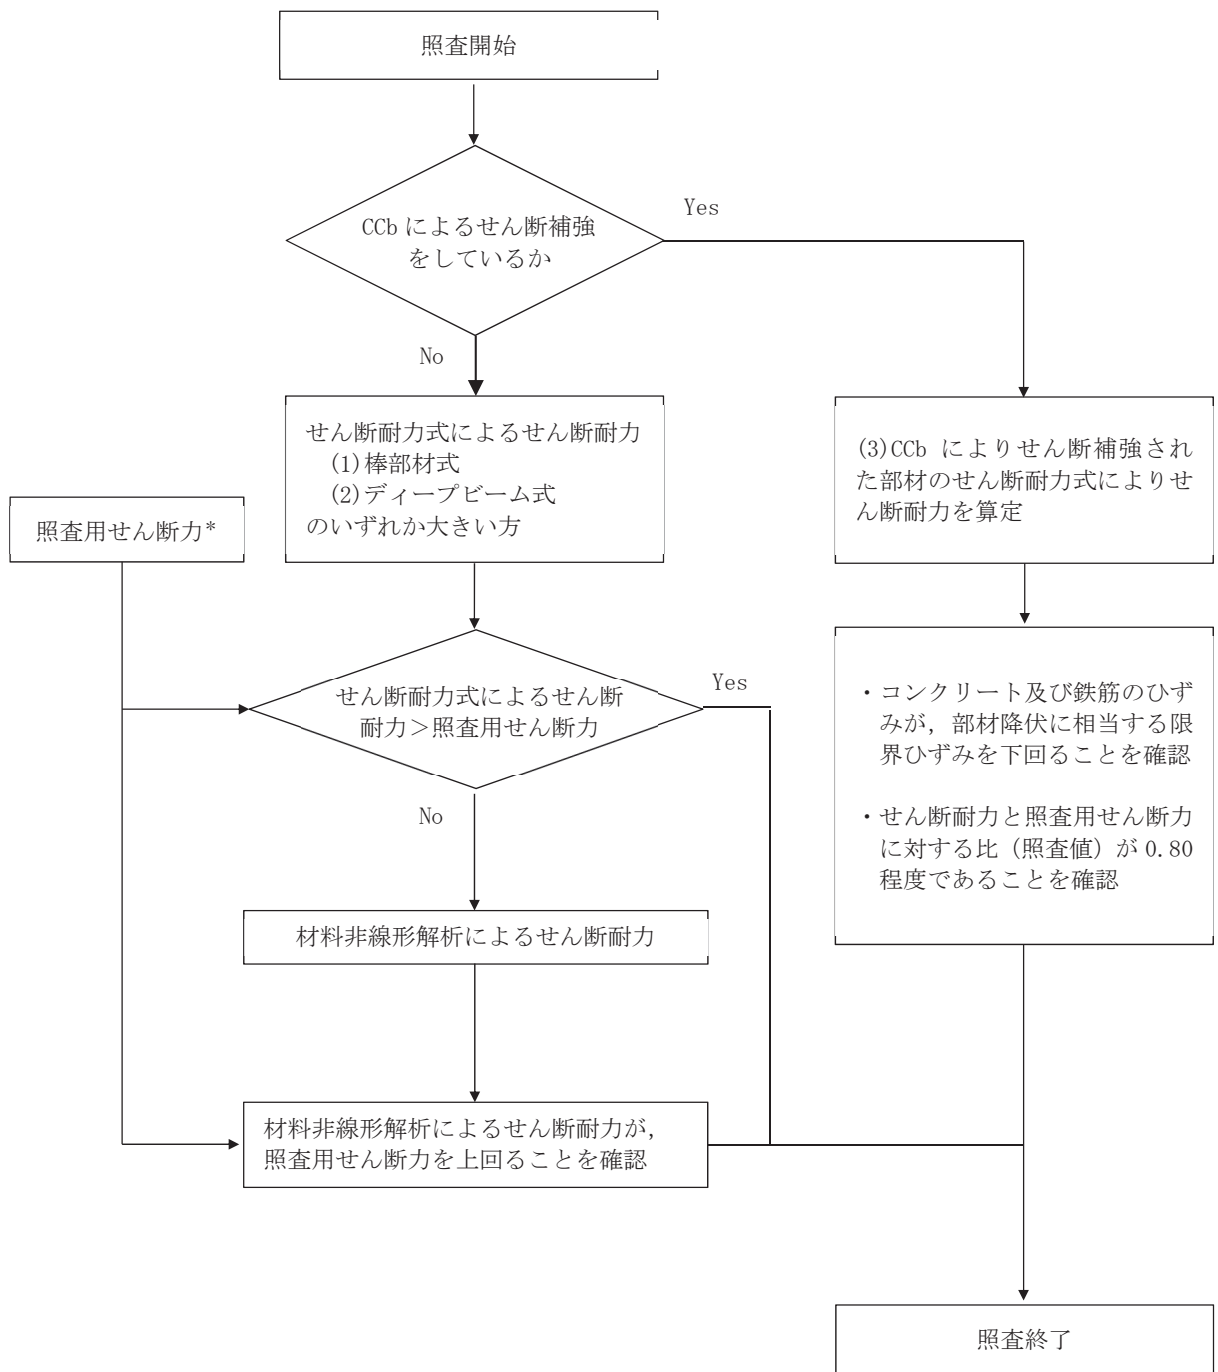 照査開始
CCb によるせん断補強
をしているか
Yes
No
せん断耐力式によるせん断耐力
(1)棒部材式
(2)ディープビーム式
のいずれか大きい方
(3)CCb によりせん断補強され
た部材のせん断耐力式によりせ
ん断耐力を算定
照査用せん断力*
せん断耐力式によるせん断
耐力＞照査用せん断力
Yes
No
・コンクリート及び鉄筋のひず
みが，部材降伏に相当する限
界ひずみを下回ることを確認
・せん断耐力と照査用せん断力
に対する比（照査値）が 0.80
程度であることを確認
材料非線形解析によるせん断耐力
材料非線形解析によるせん断耐力が，
照査用せん断力を上回ることを確認
照査終了